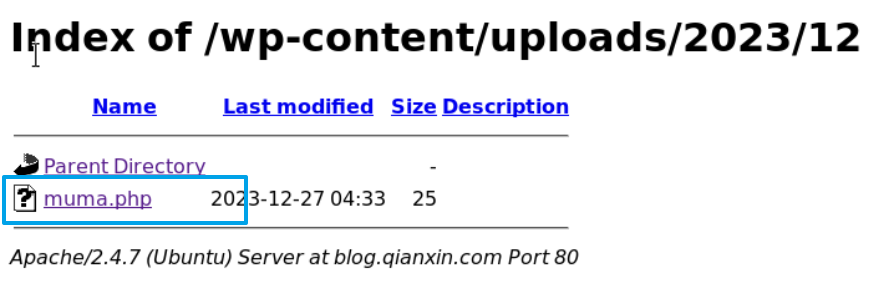 Index of /wp-content/uploads/2023/12
Name Last modified Size Description
Parent Directory -
muma.php 2023-12-27 04:33 25
Apache/2.4.7 (Ubuntu) Server at blog.qianxin.com Port 80